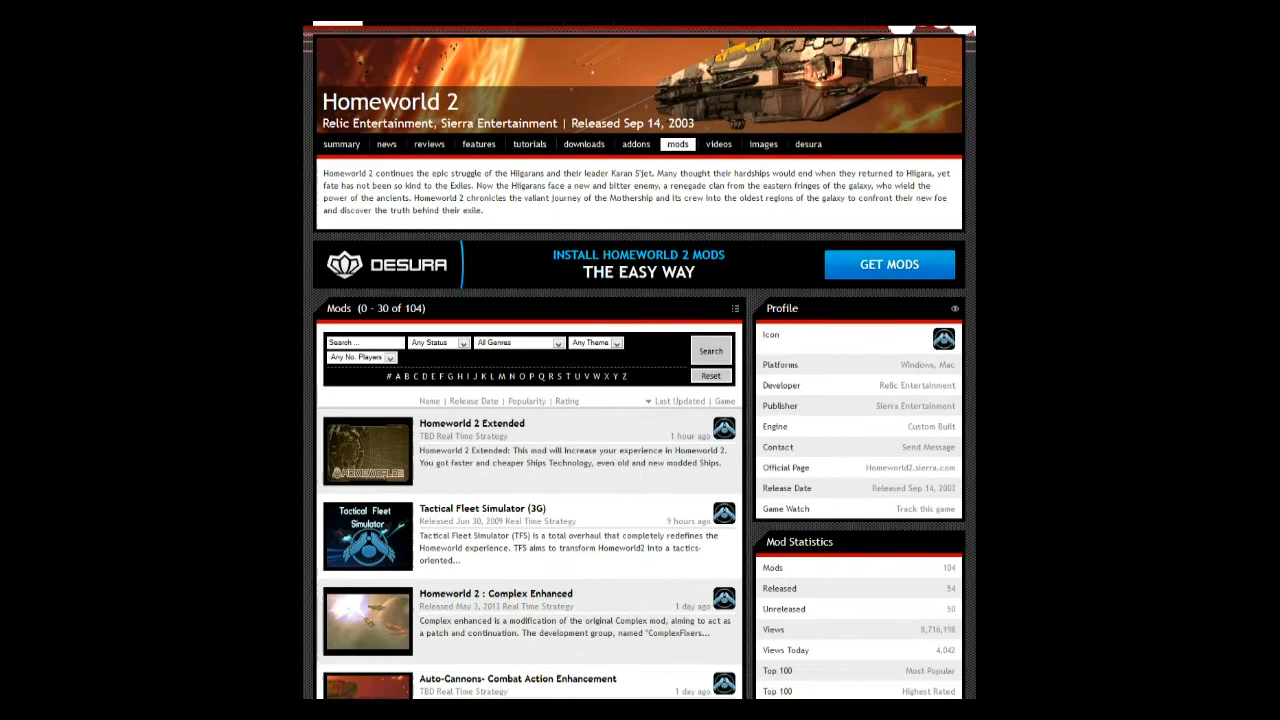 Homeworld 2
Relic Entertainment, Sierra Entertainment | Released Sep 14, 2003
summary news reviews features tutorials downloads addons mods videos images desura
Homeworld 2 continues the epic struggle of the Hiigarans and their leader Karan S'jet. Many thought their hardships would end when they returned to Hiigara, yet
fate has not been so kind to the Exiles. Now the Hiigarans face a new and bitter enemy, a renegade clan from the eastern fringes of the galaxy, who wield the
power of the ancients. Homeworld 2 chronicles the valiant journey of the Mothership and its crew into the oldest regions of the galaxy to confront their new foe
and discover the truth behind their exile.
DESURA
INSTALL HOMEWORLD 2 MODS
THE EASY WAY
GET MODS
Mods (0 - 30 of 104)
Search ... Any Status All Genres Any Theme
Any No. Players
Search
# A B C D E F G H I J K L M N O P Q R S T U V W X Y Z
Reset
Name | Release Date | Popularity | Rating
Last Updated | Game
HOMEWORLD2
Homeworld 2 Extended
TBD Real Time Strategy 1 hour ago
Homeworld 2 Extended: This mod will Increase your experience in Homeworld 2.
You got faster and cheaper Ships Technology, even old and new modded Ships.
Tactical Fleet
Simulator
Tactical Fleet Simulator (3G)
Released Jun 30, 2009 Real Time Strategy 9 hours ago
Tactical Fleet Simulator (TFS) is a total overhaul that completely redefines the
Homeworld experience. TFS aims to transform Homeworld2 into a tactics-
oriented...
Homeworld 2 : Complex Enhanced
Released May 3, 2013 Real Time Strategy 1 day ago
Complex enhanced is a modification of the original Complex mod, aiming to act as
a patch and continuation. The development group, named "ComplexFixers...
Auto-Cannons- Combat Action Enhancement
TBD Real Time Strategy 1 day ago
Profile
Icon
Platforms Windows, Mac
Developer Relic Entertainment
Publisher Sierra Entertainment
Engine Custom Built
Contact Send Message
Official Page Homeworld2.sierra.com
Release Date Released Sep 14, 2003
Game Watch Track this game
Mod Statistics
Mods 104
Released 54
Unreleased 50
Views 8,716,198
Views Today 4,042
Top 100 Most Popular
Top 100 Highest Rated